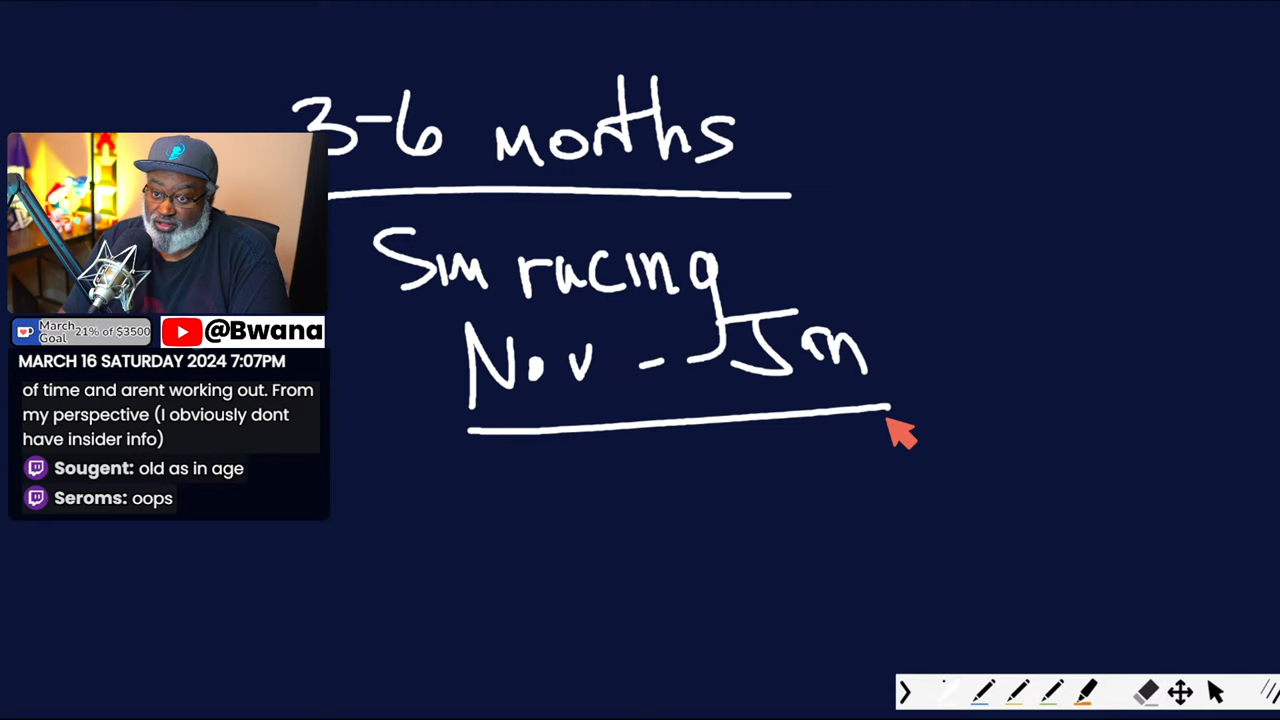 3-6 months
Sim racing
Nov - Jan
March Goal 21% of $3500
@Bwana
MARCH 16 SATURDAY 2024 7:07PM
of time and arent working out. From
my perspective (I obviously dont
have insider info)
Sougent: old as in age
Seroms: oops